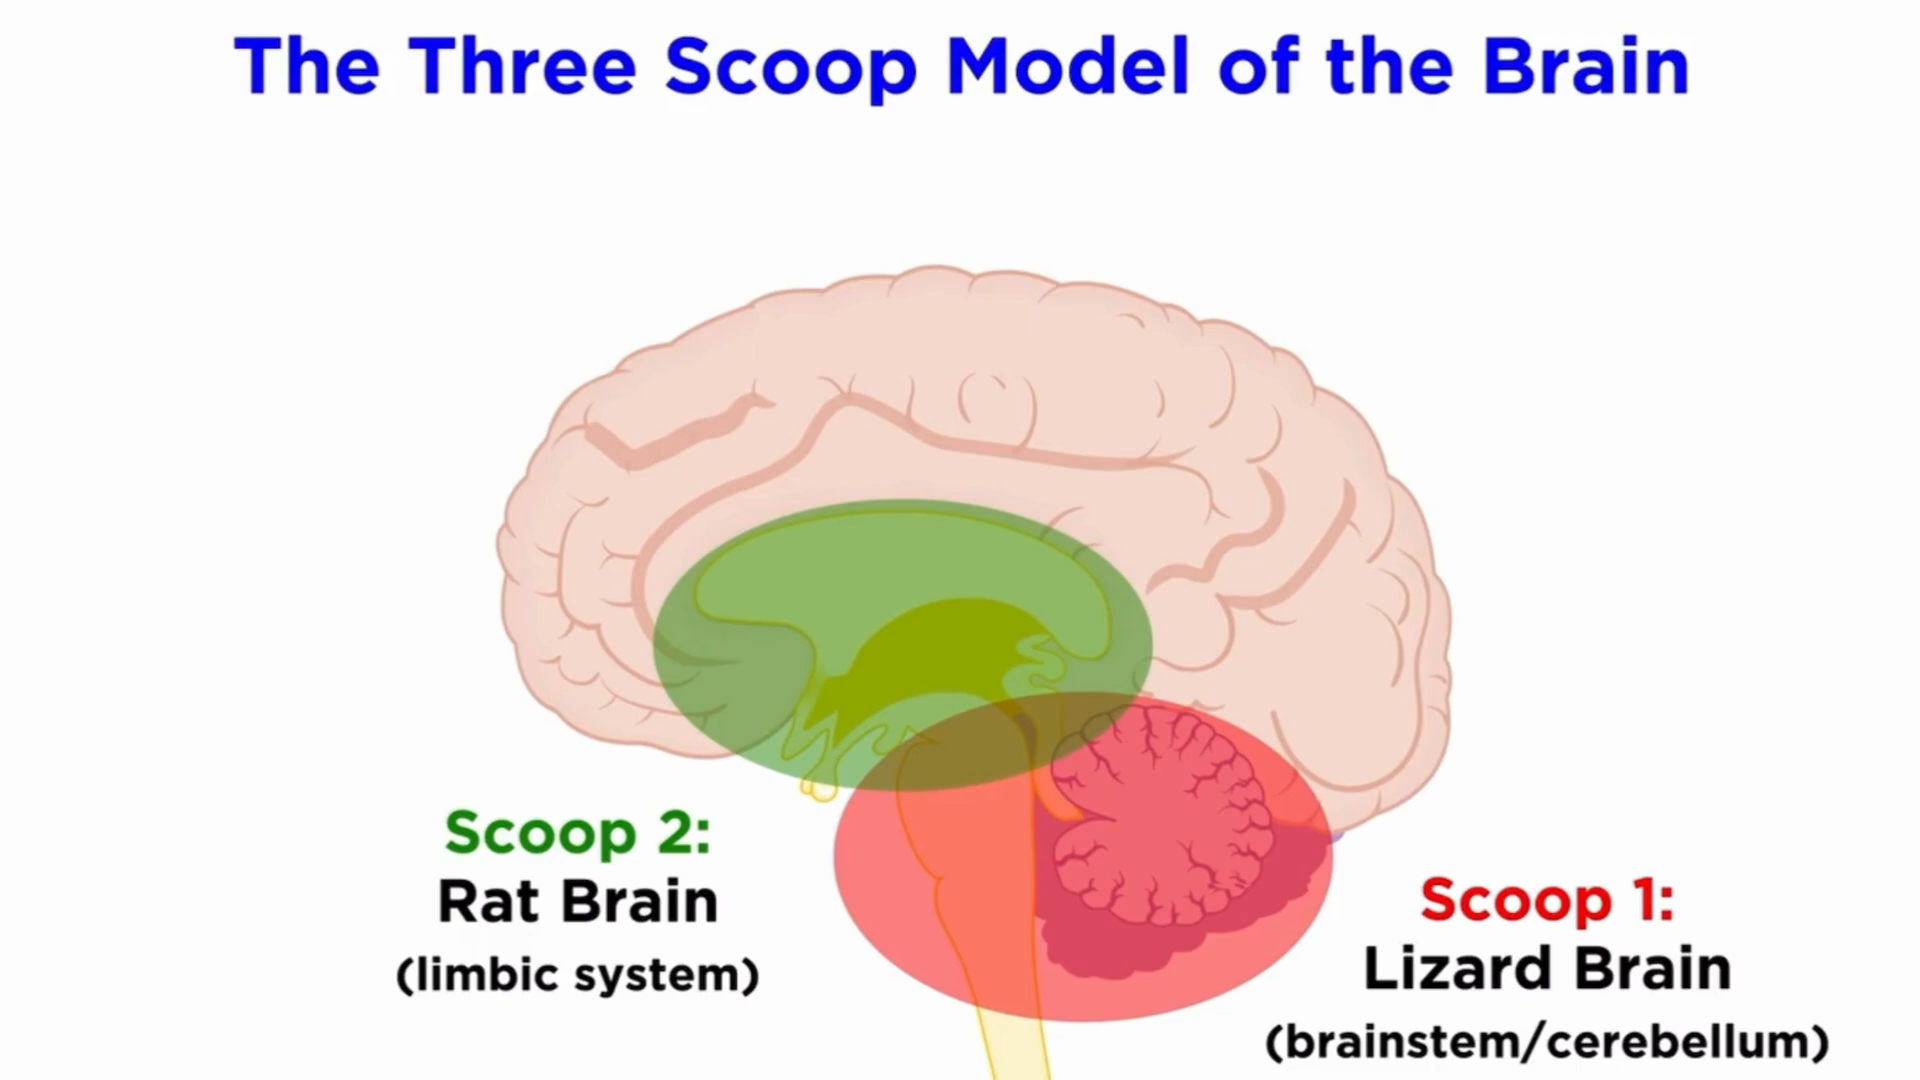 The Three Scoop Model of the Brain
Scoop 2:
Rat Brain
(limbic system)
Scoop 1:
Lizard Brain
(brainstem/cerebellum)